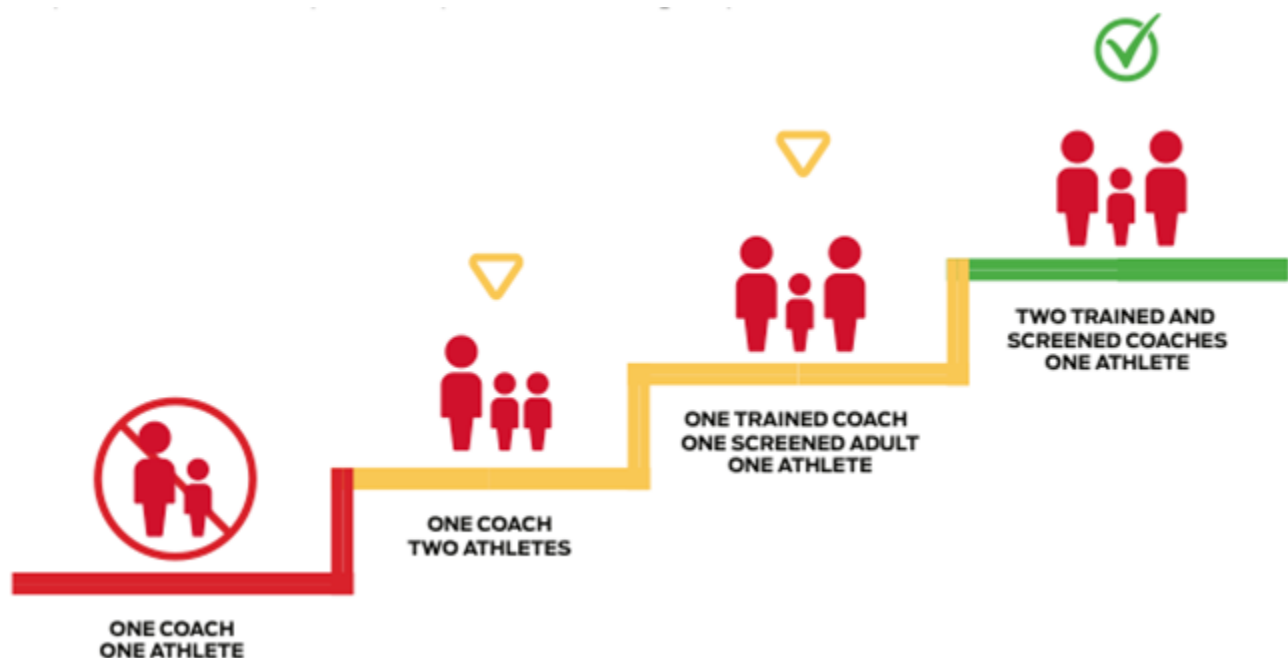 ONE COACH
ONE ATHLETE
ONE COACH
TWO ATHLETES
ONE TRAINED COACH
ONE SCREENED ADULT
ONE ATHLETE
TWO TRAINED AND
SCREENED COACHES
ONE ATHLETE